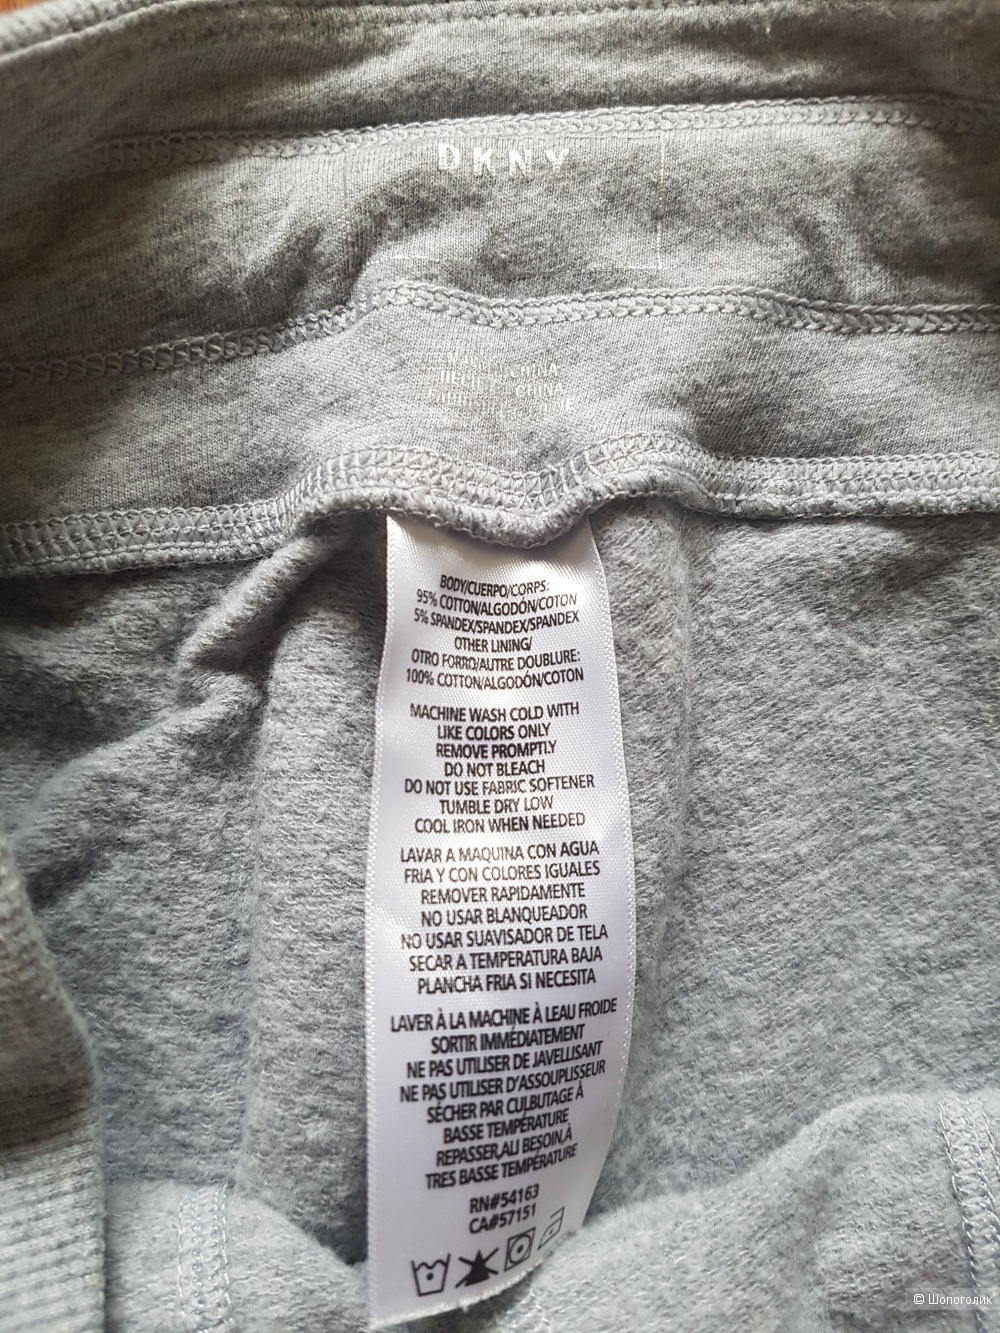 DKNY
CHINA
CHINA
BODY/CUERPO/CORPS:
95% COTTON/ALGODÓN/COTON
5% SPANDEX/SPANDEX/SPANDEX
OTHER LINING/
OTRO FORRO/AUTRE DOUBLURE:
100% COTTON/ALGODÓN/COTON
MACHINE WASH COLD WITH
LIKE COLORS ONLY
REMOVE PROMPTLY
DO NOT BLEACH
DO NOT USE FABRIC SOFTENER
TUMBLE DRY LOW
COOL IRON WHEN NEEDED
LAVAR A MAQUINA CON AGUA
FRIA Y CON COLORES IGUALES
REMOVER RAPIDAMENTE
NO USAR BLANQUEADOR
NO USAR SUAVISADOR DE TELA
SECAR A TEMPERATURA BAJA
PLANCHA FRIA SI NECESITA
LAVER À LA MACHINE À LEAU FROIDE
SORTIR IMMÉDIATEMENT
NE PAS UTILISER DE JAVELLISANT
NE PAS UTILISER D'ASSOUPLISSEUR
SÉCHER PAR CULBUTAGE À
BASSE TEMPÉRATURE
REPASSER,AU BESOIN,À
TRES BASSE TEMPÉRATURE
RN#54163
CA#57151
© Шопоголик